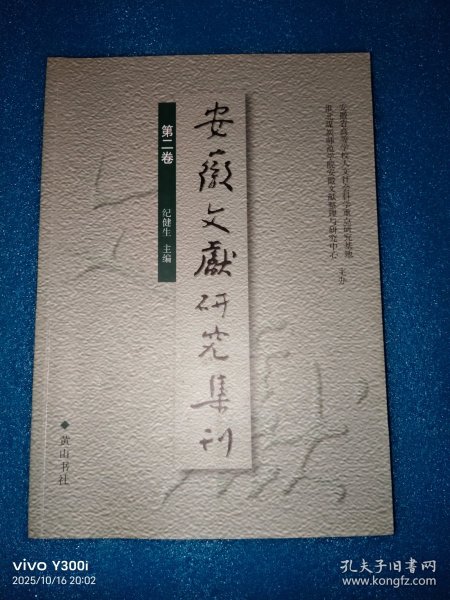 安徽省高等学校人文社会科学重点研究基地
淮北煤炭师范学院安徽文献整理与研究中心
主办
安徽文獻研究集刊
第二卷
纪健生 主编
◆黄山书社
vivo Y300i
2025/10/16 20:02
孔夫子旧书网
www.kongfz.com